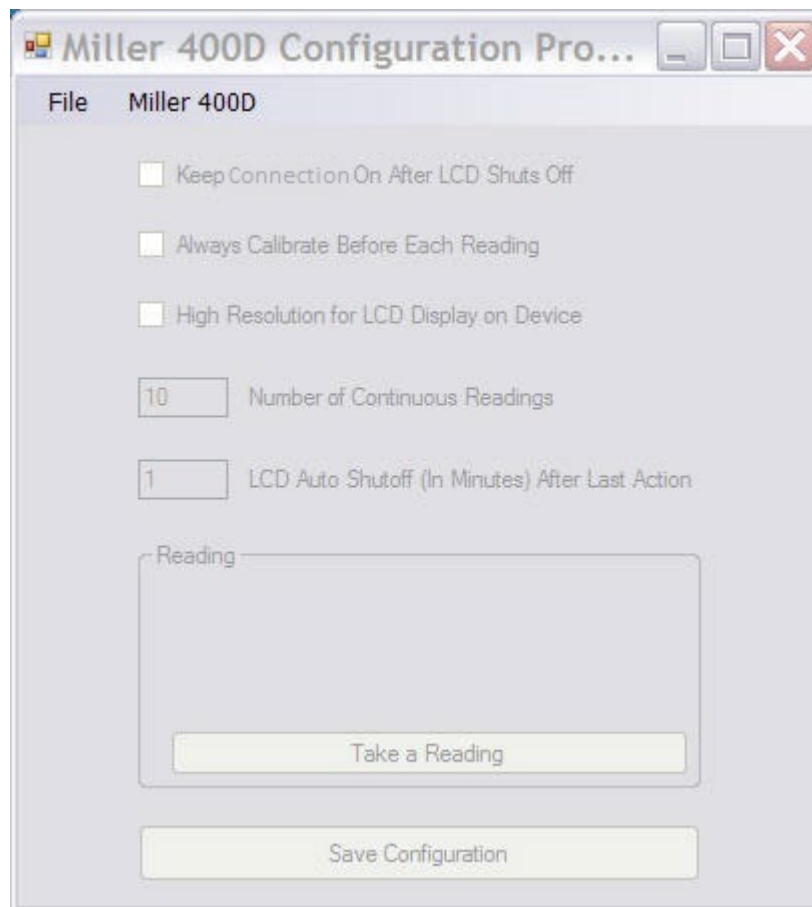 Miller 400D Configuration Pro...
File Miller 400D
Keep Connection On After LCD Shuts Off
Always Calibrate Before Each Reading
High Resolution for LCD Display on Device
10 Number of Continuous Readings
1 LCD Auto Shutoff (In Minutes) After Last Action
Reading
Take a Reading
Save Configuration